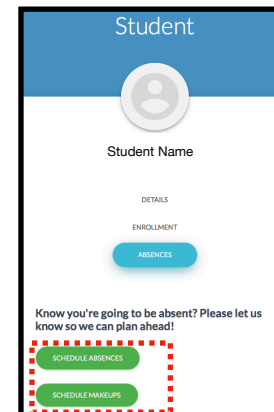 Student
Student Name
DETAILS
ENROLLMENT
ABSENCES
Know you're going to be absent? Please let us
know so we can plan ahead!
SCHEDULE ABSENCES
SCHEDULE MAKEUPS